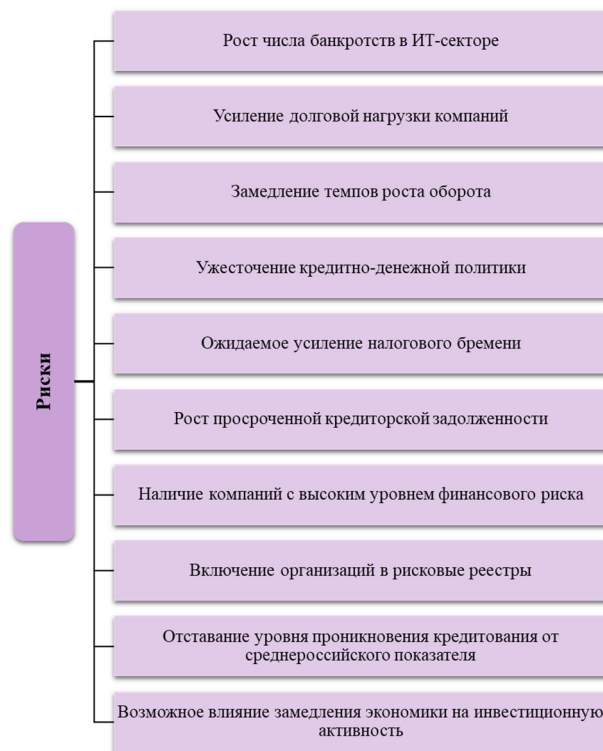 Риски
Рост числа банкротств в ИТ-секторе
Усиление долговой нагрузки компаний
Замедление темпов роста оборота
Ужесточение кредитно-денежной политики
Ожидаемое усиление налогового бремени
Рост просроченной кредиторской задолженности
Наличие компаний с высоким уровнем финансового риска
Включение организаций в рисковые реестры
Отставание уровня проникновения кредитования от
среднероссийского показателя
Возможное влияние замедления экономики на инвестиционную
активность